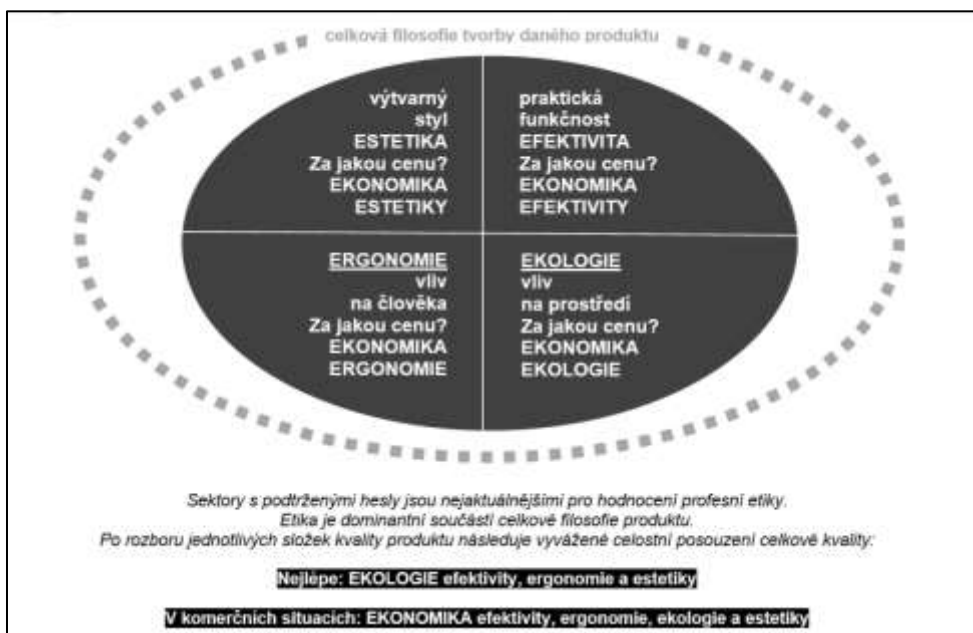 celková filosofie tvorby daného produktu
výtvarný
styl
ESTETIKA
Za jakou cenu?
EKONOMIKA
ESTETIKY
praktická
funkčnost
EFEKTIVITA
Za jakou cenu?
EKONOMIKA
EFEKTIVITY
ERGONOMIE
vliv
na člověka
Za jakou cenu?
EKONOMIKA
ERGONOMIE
EKOLOGIE
vliv
na prostředí
Za jakou cenu?
EKONOMIKA
EKOLOGIE
Sektory s podtrženými hesly jsou nejaktuálnějšími pro hodnocení profesní etiky.
Etika je dominantní součástí celkové filosofie produktu.
Po rozboru jednotlivých složek kvality produktu následuje vyvážené celostní posouzení celkové kvality:
Nejlépe: EKOLOGIE efektivity, ergonomie a estetiky
V komerčních situacích: EKONOMIKA efektivity, ergonomie, ekologie a estetiky